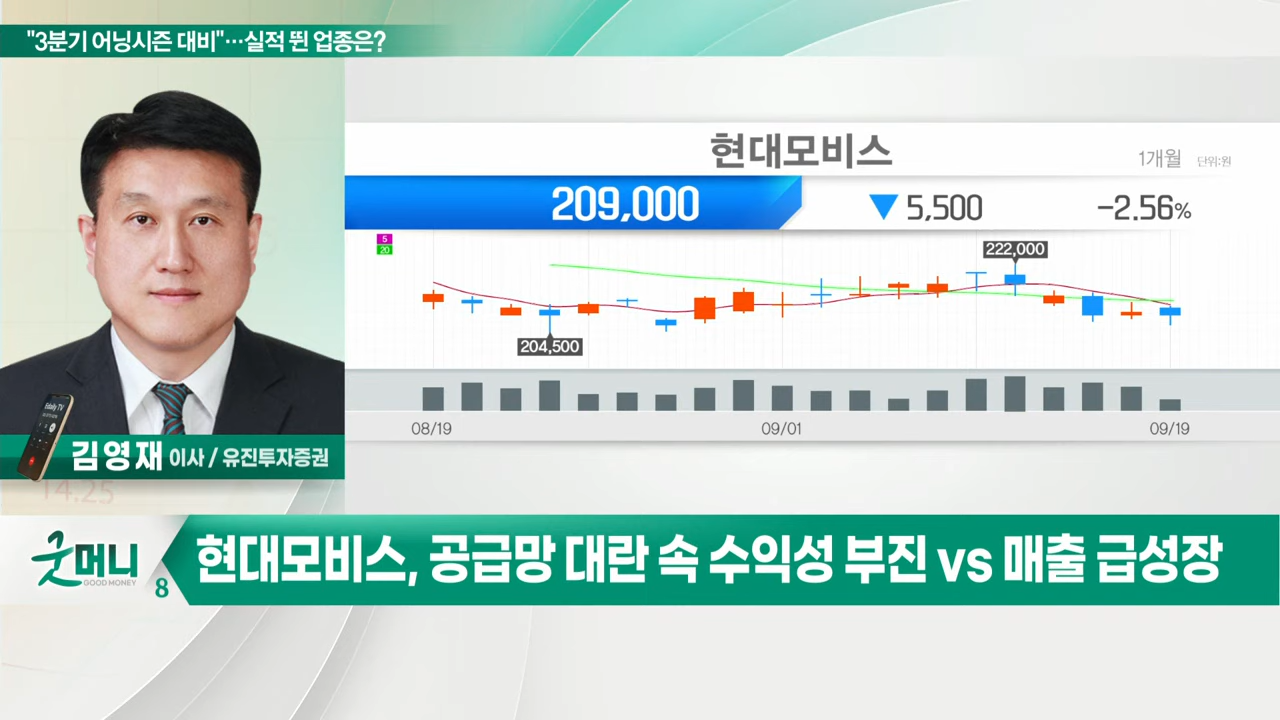 "3분기 어닝시즌 대비"…실적 뛴 업종은?
현대모비스
1개월 단위:원
209,000 ▼ 5,500 -2.56%
5
20
222,000
204,500
08/19 09/01 09/19
Edaily TV
김영재 이사 / 유진투자증권
14.25
굿머니
GOOD MONEY
8
현대모비스, 공급망 대란 속 수익성 부진 vs 매출 급성장